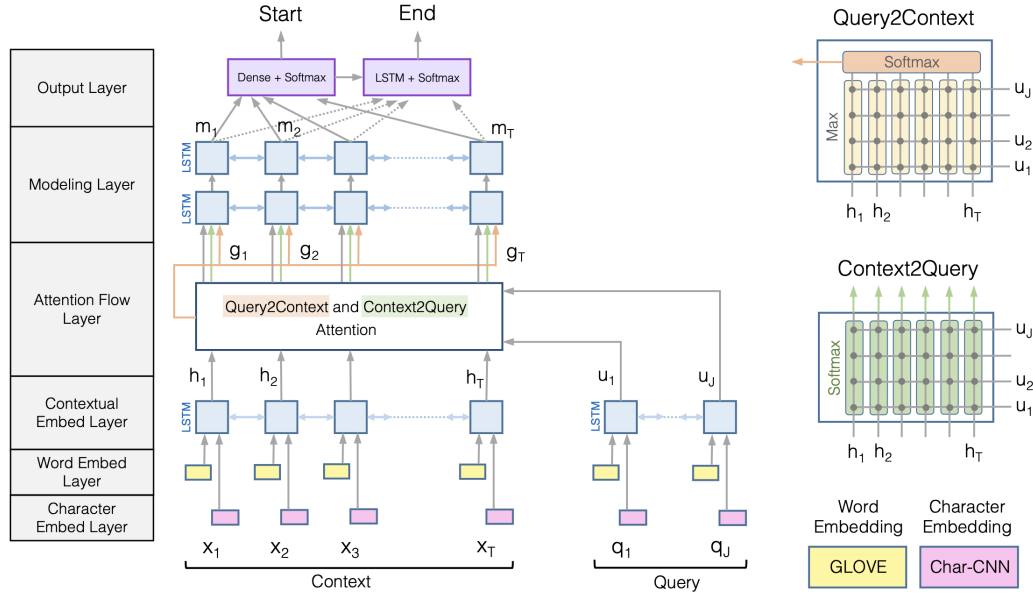 Start
End
Query2Context
Output Layer
Dense + Softmax
LSTM + Softmax
Softmax
Max
uJ
u2
u1
h1
h2
hT
m1
m2
mT
Modeling Layer
LSTM
LSTM
g1
g2
gT
Attention Flow
Layer
Query2Context and Context2Query
Attention
Context2Query
Softmax
uJ
u2
u1
h1
h2
hT
h1
h2
hT
u1
uJ
Contextual
Embed Layer
LSTM
LSTM
Word Embed
Layer
Character
Embed Layer
x1
x2
x3
xT
q1
qJ
Context
Query
Word
Embedding
Character
Embedding
GLOVE
Char-CNN